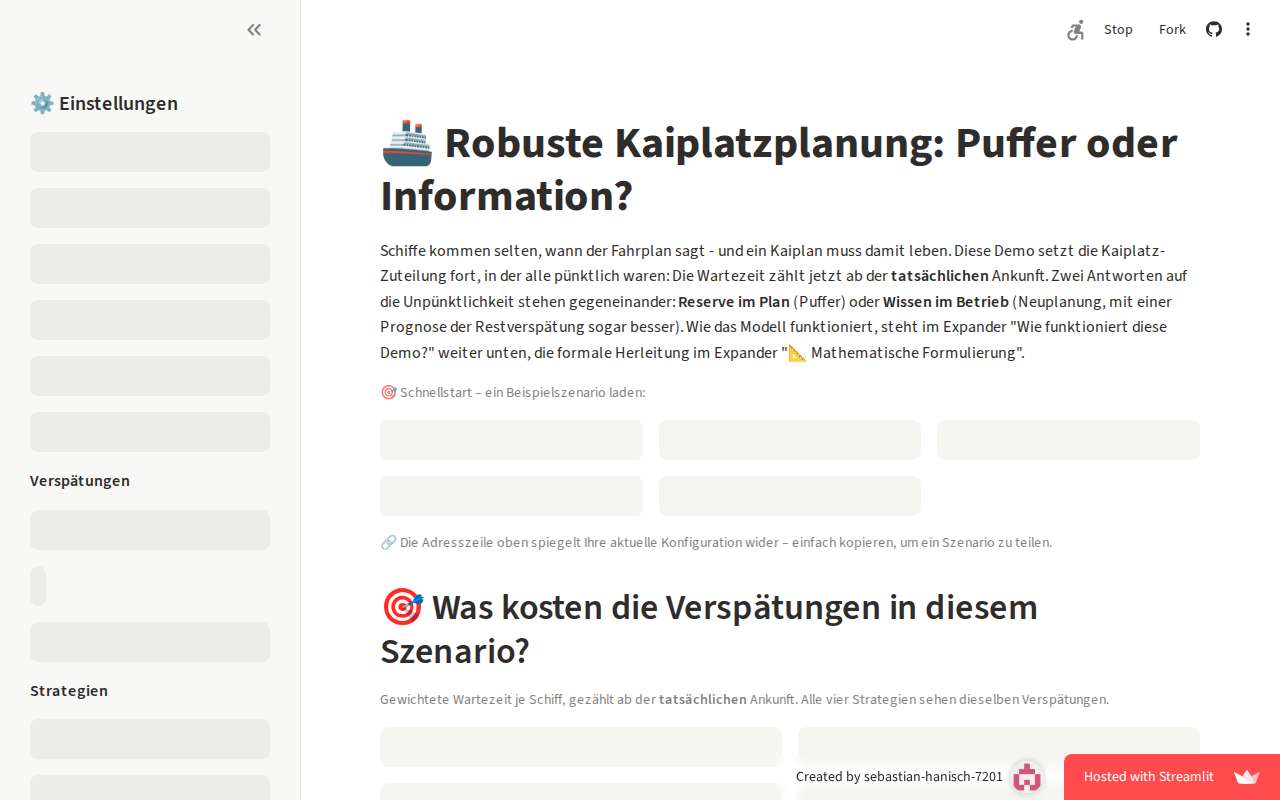 Stop
Fork
⚙️ Einstellungen
Verspätungen
Strategien
🚢 Robuste Kaiplatzplanung: Puffer oder
Information?
Schiffe kommen selten, wann der Fahrplan sagt - und ein Kaiplan muss damit leben. Diese Demo setzt die Kaiplatz-
Zuteilung fort, in der alle pünktlich waren: Die Wartezeit zählt jetzt ab der tatsächlichen Ankunft. Zwei Antworten auf
die Unpünktlichkeit stehen gegeneinander: Reserve im Plan (Puffer) oder Wissen im Betrieb (Neuplanung, mit einer
Prognose der Restverspätung sogar besser). Wie das Modell funktioniert, steht im Expander "Wie funktioniert diese
Demo?" weiter unten, die formale Herleitung im Expander "📐 Mathematische Formulierung".
🎯 Schnellstart – ein Beispielszenario laden:
🔗 Die Adresszeile oben spiegelt Ihre aktuelle Konfiguration wider – einfach kopieren, um ein Szenario zu teilen.
🎯 Was kosten die Verspätungen in diesem
Szenario?
Gewichtete Wartezeit je Schiff, gezählt ab der tatsächlichen Ankunft. Alle vier Strategien sehen dieselben Verspätungen.
Created by sebastian-hanisch-7201
Hosted with Streamlit